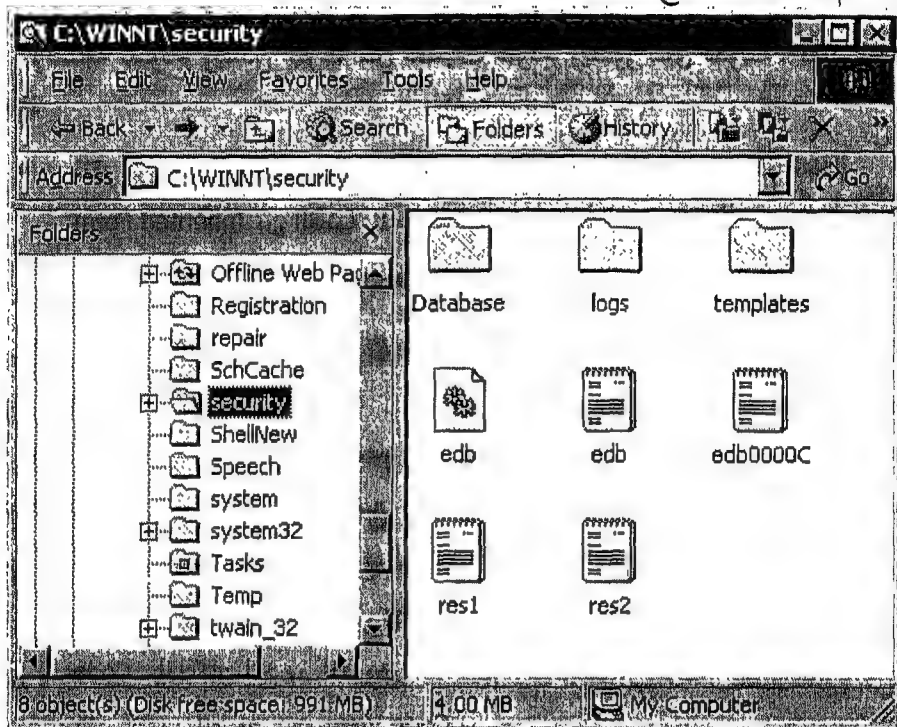 C:\WINNT\security
File Edit View Favorites Tools Help
Back Search Folders History »
Address C:\WINNT\security Go
Folders
Offline Web Pag
Registration
repair
SchCache
security
ShellNew
Speech
system
system32
Tasks
Temp
twain_32
Database logs templates
edb edb edb0000C
res1 res2
8 object(s) (Disk free space: 991 MB) 4.00 MB My Computer